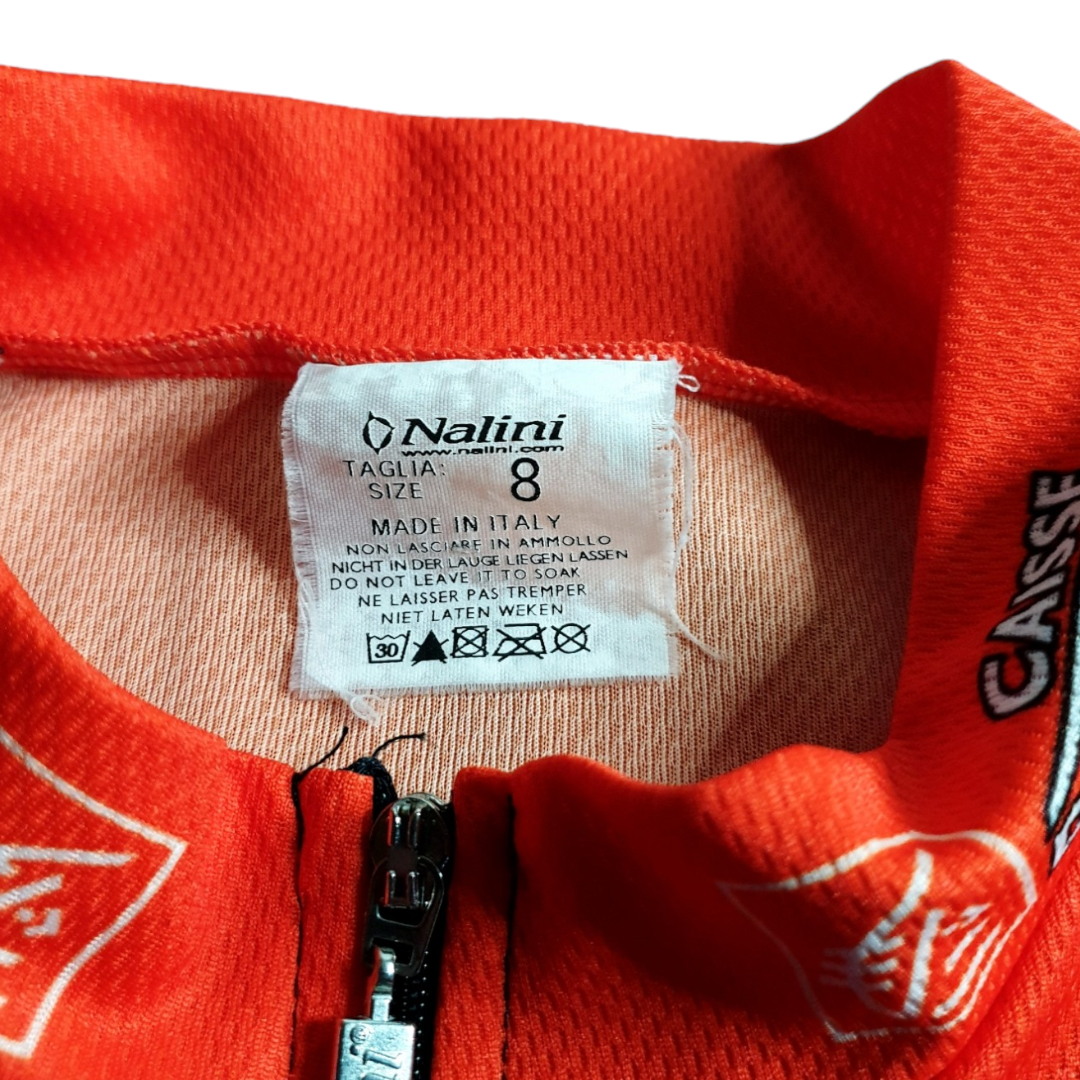 Nalini
www.nalini.com
TAGLIA: 8
SIZE
MADE IN ITALY
NON LASCIARE IN AMMOLLO
NICHT IN DER LAUGE LIEGEN LASSEN
DO NOT LEAVE IT TO SOAK
NE LAISSER PAS TREMPER
NIET LATEN WEKEN
30
CAISSE